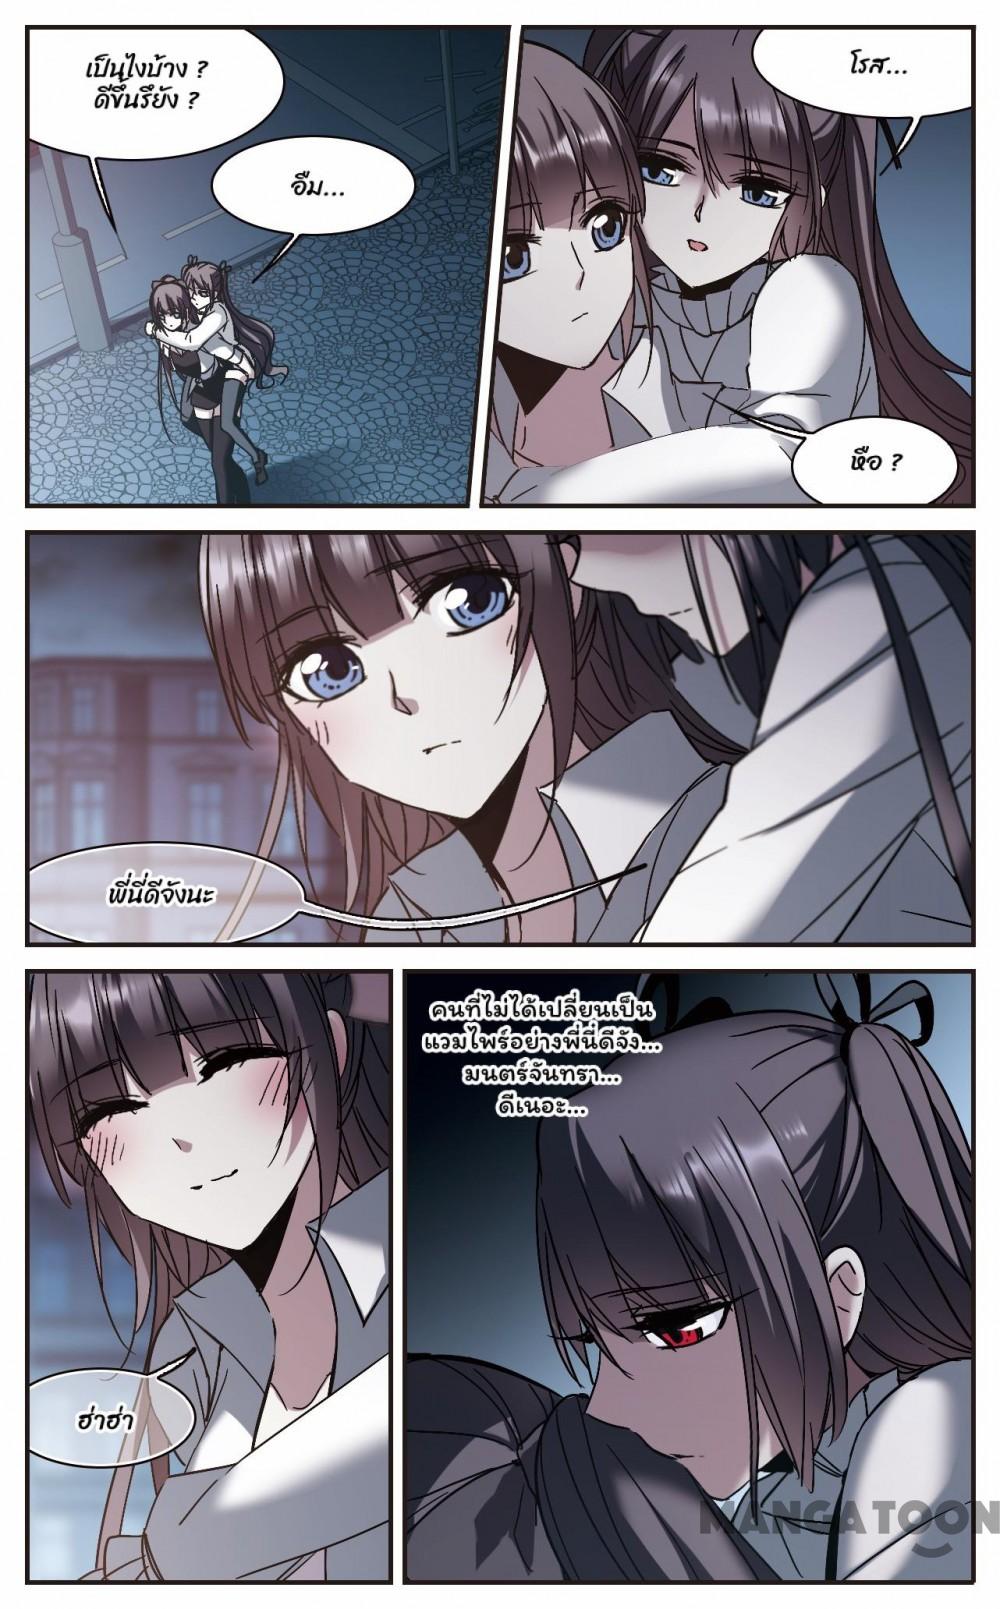 เป็นไงบ้าง ?
ดีขึ้นรึยัง ?
อืม...
โรส...
หือ ?
พี่นี่ดีจังนะ
คนที่ไม่ได้เปลี่ยนเป็น
แวมไพร์อย่างพี่นี่ดีจัง...
มนตร์จันทรา...
ดีเนอะ...
ฮ่าฮ่า
MANGATOON